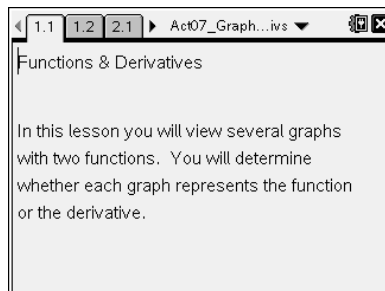 1.1 1.2 2.1 Act07_Graph...ivs
Functions & Derivatives
In this lesson you will view several graphs
with two functions. You will determine
whether each graph represents the function
or the derivative.